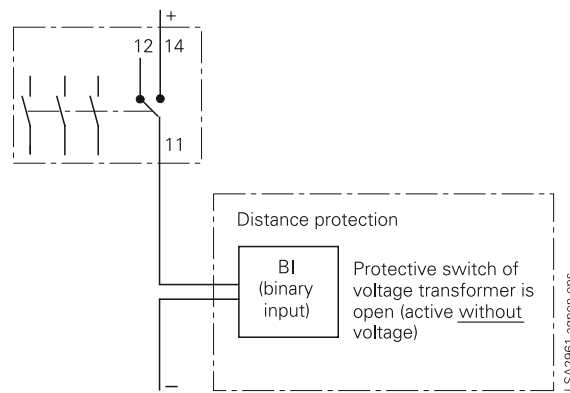 +
12 14
11
Distance protection
BI
(binary
input)
Protective switch of
voltage transformer is
open (active without
voltage)
–